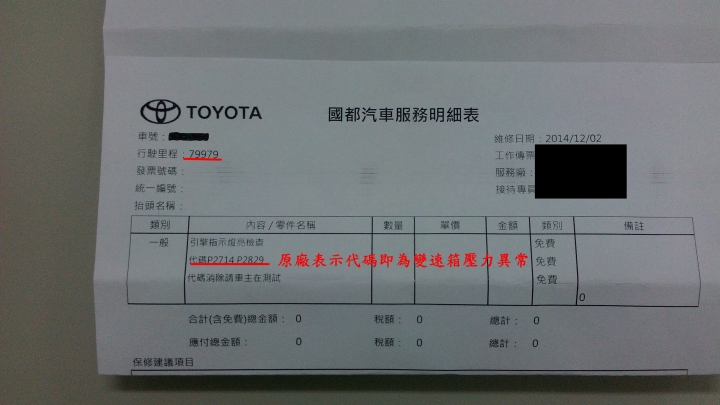 TOYOTA
國都汽車服務明細表
車號：
維修日期：2014/12/02
行駛里程：79979
工作傳票
發票號碼：
服務廠：
統一編號：
接待專員
抬頭名稱：
類別 內容 / 零件名稱 數量 單價 金額 類別 備註
一般 引擎指示燈亮檢查 免費
代碼P2714 P2829 原廠表示代碼即為變速箱壓力異常 免費
代碼消除請車主在測試 免費
0
合計(含免費)總金額： 0 稅額： 0 總計： 0
應付總金額： 0 稅額： 0 總計： 0
保修建議項目